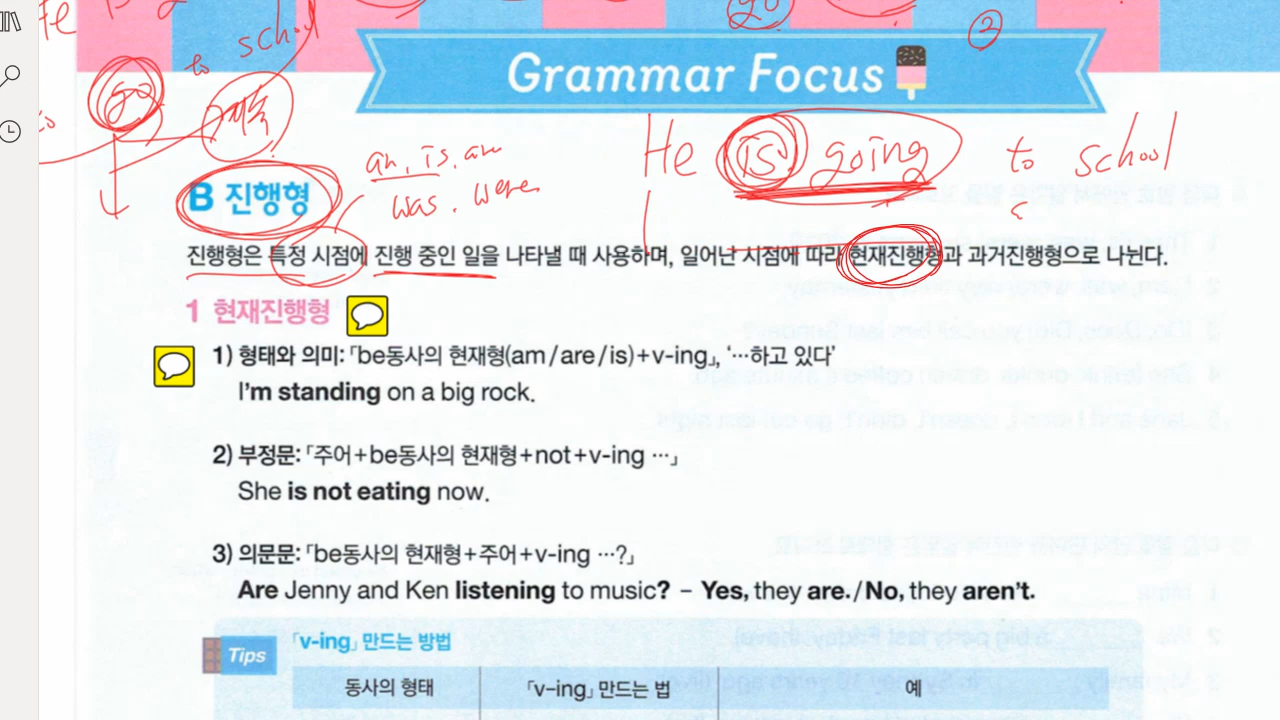 He
go
②
to school
go
계속
Grammar Focus
He is going to school
am, is, are
was. were
B 진행형
진행형은 특정 시점에 진행 중인 일을 나타낼 때 사용하며, 일어난 시점에 따라 현재진행형과 과거진행형으로 나뉜다.
1 현재진행형
1) 형태와 의미: 「be동사의 현재형(am/are/is)+v-ing」, ‘…하고 있다’
I’m standing on a big rock.
2) 부정문: 「주어+be동사의 현재형+not+v-ing …」
She is not eating now.
3) 의문문: 「be동사의 현재형+주어+v-ing …?」
Are Jenny and Ken listening to music? – Yes, they are. / No, they aren’t.
Tips 「v-ing」 만드는 방법
동사의 형태 「v-ing」 만드는 법 예